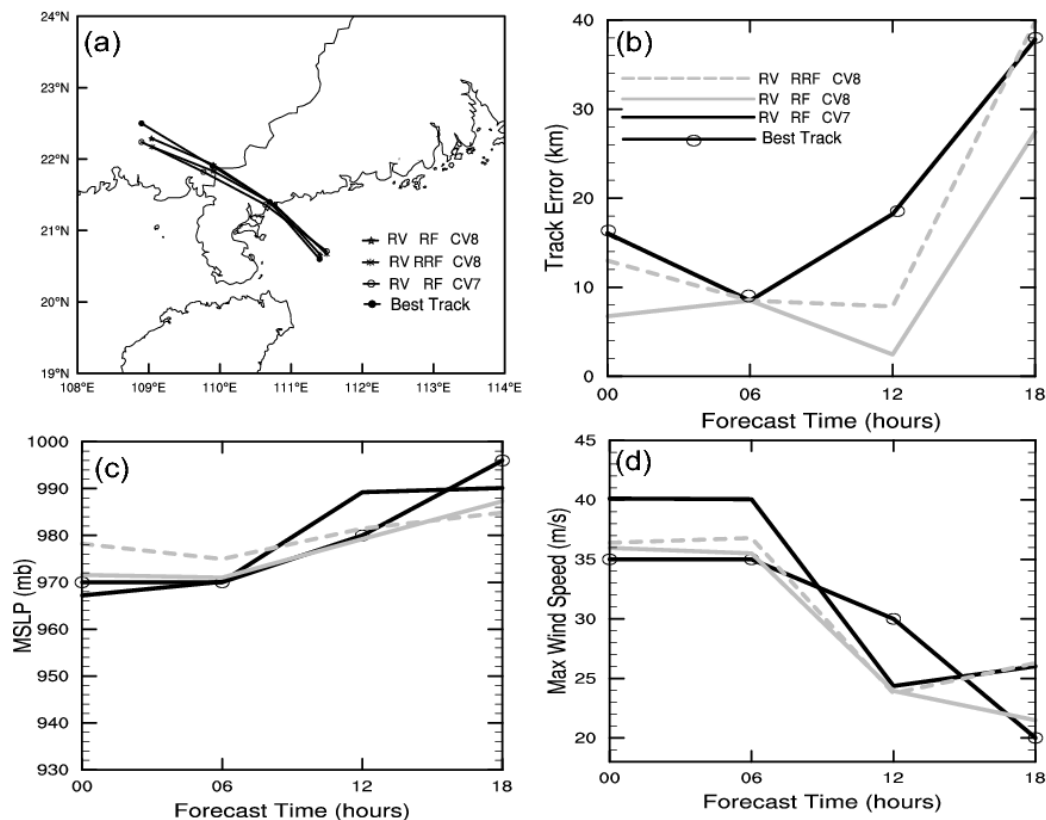 (a)
24°N
23°N
22°N
21°N
20°N
19°N
108°E 109°E 110°E 111°E 112°E 113°E 114°E
RV RF CV8
RV RRF CV8
RV RF CV7
Best Track
(b)
Track Error (km)
40
30
20
10
0
RV RRF CV8
RV RF CV8
RV RF CV7
Best Track
00 06 12 18
Forecast Time (hours)
(c)
MSLP (mb)
1000
990
980
970
960
950
940
930
00 06 12 18
Forecast Time (hours)
(d)
Max Wind Speed (m/s)
45
40
35
30
25
20
00 06 12 18
Forecast Time (hours)